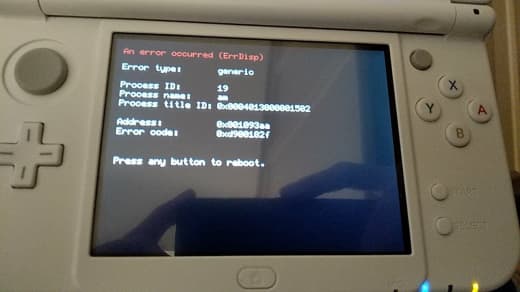 An error occurred (ErrDisp)
Error type: generic
Process ID: 19
Process name: am
Process title ID: 0x0004013000001502
Address: 0x001093aa
Error code: 0xd900182f
Press any button to reboot.
X
Y
A
B
START
SELECT